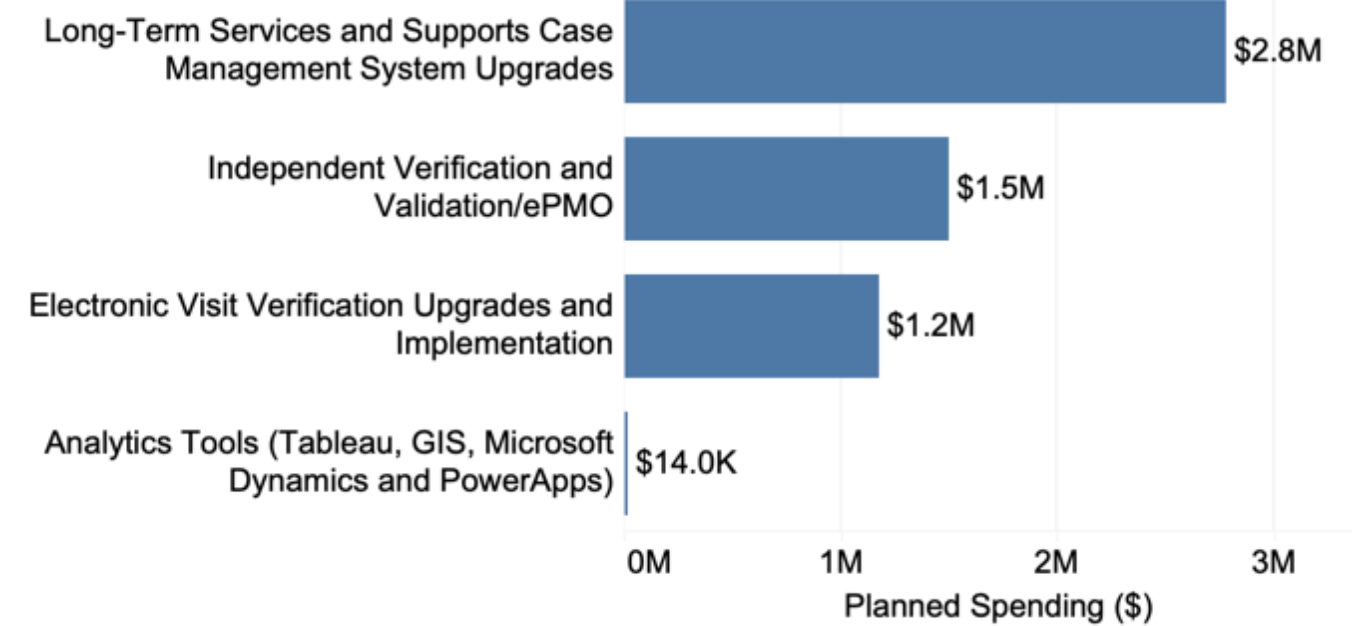 Long-Term Services and Supports Case
Management System Upgrades
$2.8M
Independent Verification and
Validation/ePMO
$1.5M
Electronic Visit Verification Upgrades and
Implementation
$1.2M
Analytics Tools (Tableau, GIS, Microsoft
Dynamics and PowerApps)
$14.0K
0M 1M 2M 3M
Planned Spending ($)